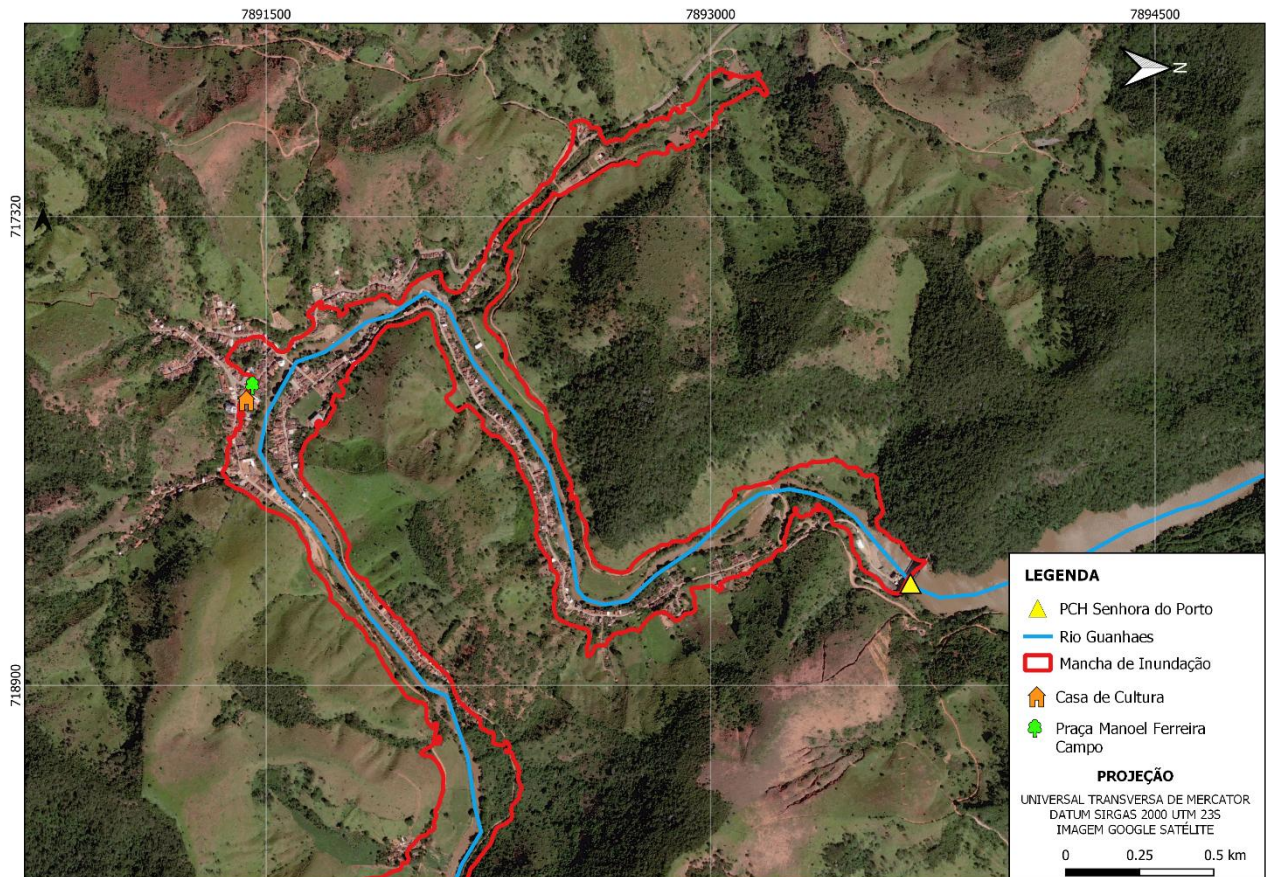 7891500
7893000
7894500
N
717320
718900
LEGENDA
PCH Senhora do Porto
Rio Guanhaes
Mancha de Inundação
Casa de Cultura
Praça Manoel Ferreira
Campo
PROJEÇÃO
UNIVERSAL TRANSVERSA DE MERCATOR
DATUM SIRGAS 2000 UTM 23S
IMAGEM GOOGLE SATÉLITE
0 0.25 0.5 km